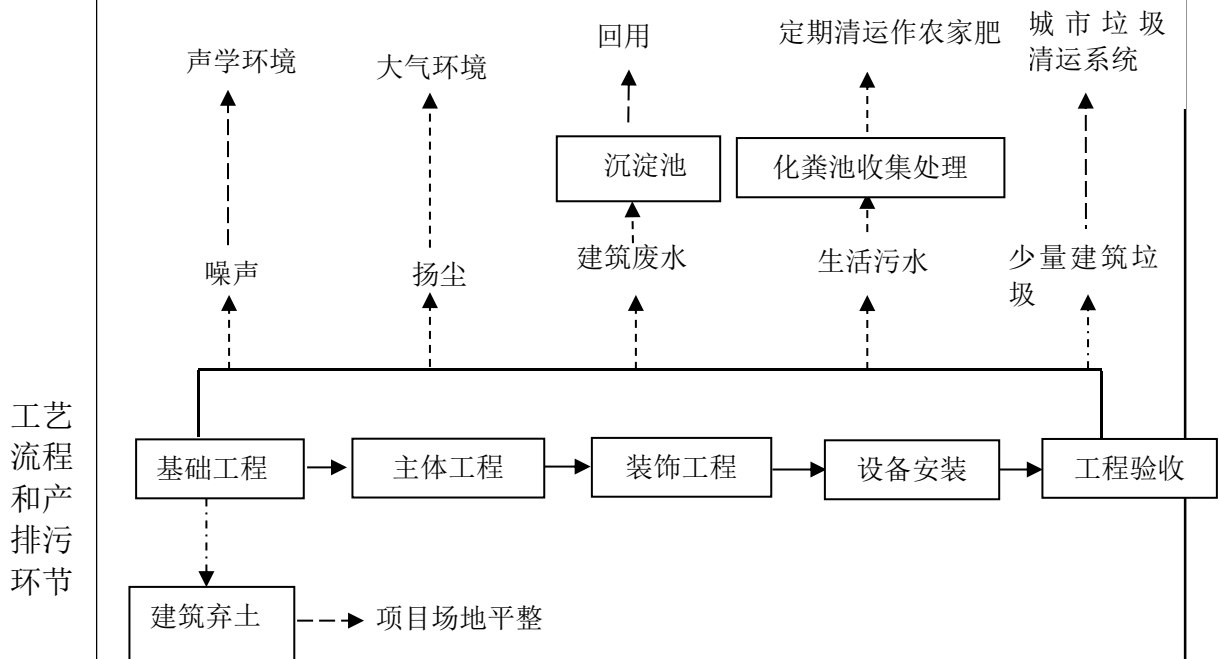 回用
定期清运作农家肥
城市垃圾
清运系统
声学环境
大气环境
沉淀池
化粪池收集处理
噪声
扬尘
建筑废水
生活污水
少量建筑垃
圾
工艺
流程
和产
排污
环节
基础工程
主体工程
装饰工程
设备安装
工程验收
建筑弃土
项目场地平整